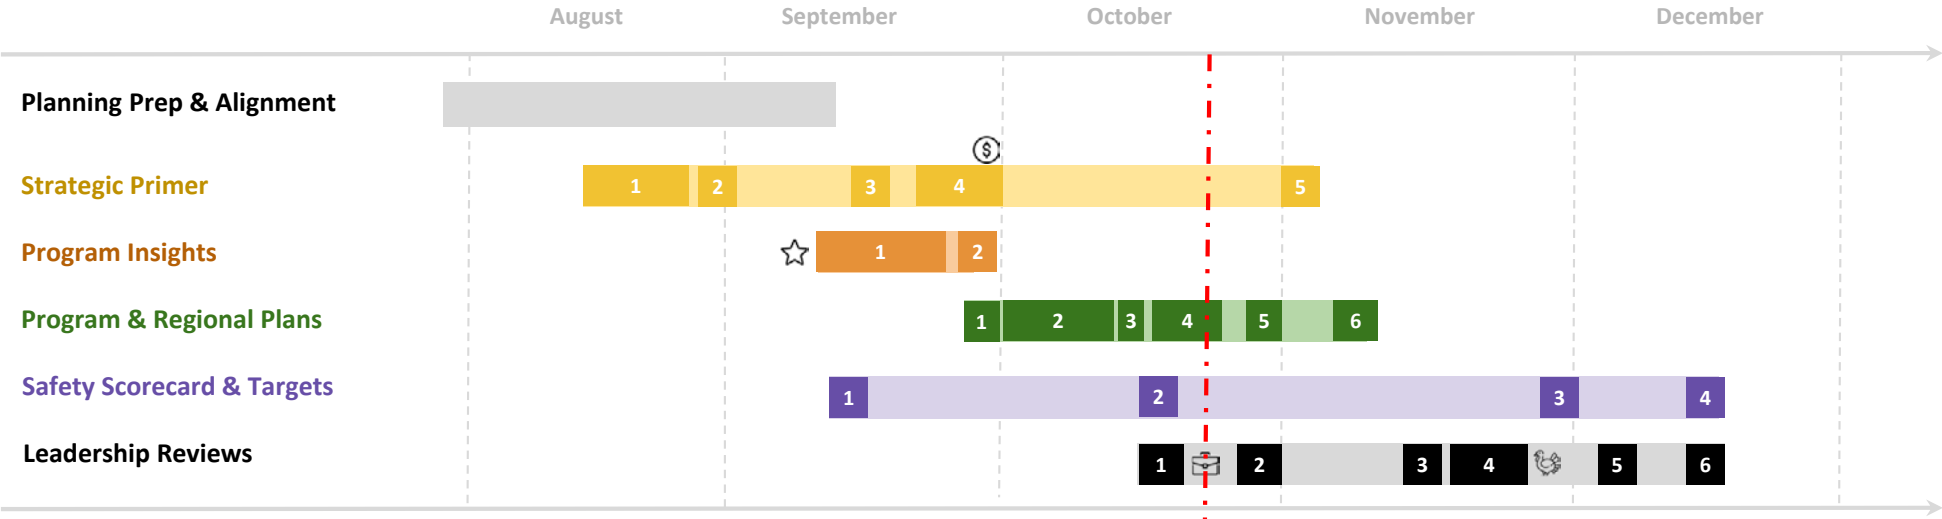 August September October November December
Planning Prep & Alignment
$
Strategic Primer 1 2 3 4 5
Program Insights 1 2
Program & Regional Plans 1 2 3 4 5 6
Safety Scorecard & Targets 1 2 3 4
Leadership Reviews 1 2 3 4 5 6